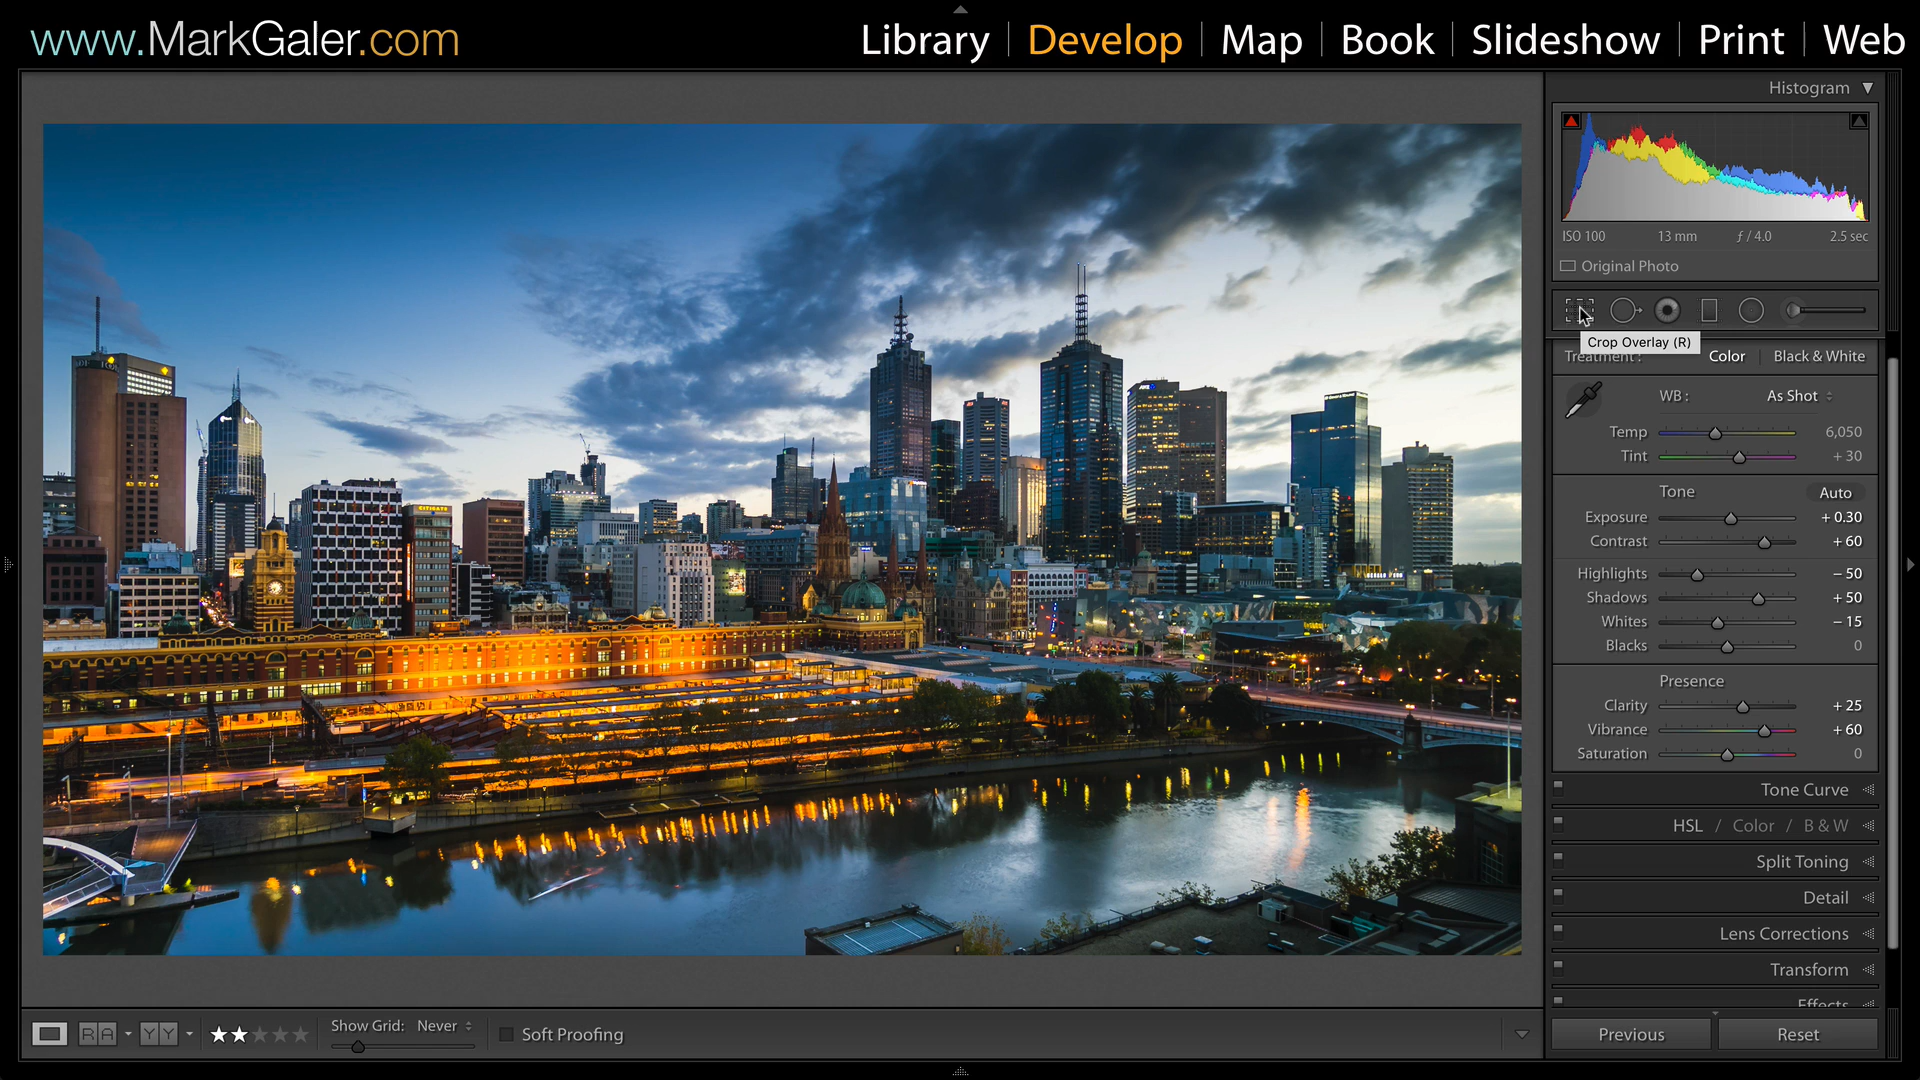 www.MarkGaler.com
Library | Develop | Map | Book | Slideshow | Print | Web
Histogram
ISO 100 13 mm ƒ / 4.0 2.5 sec
Original Photo
Crop Overlay (R)
Treatment : Color | Black & White
WB : As Shot
Temp 6,050
Tint + 30
Tone Auto
Exposure + 0.30
Contrast + 60
Highlights – 50
Shadows + 50
Whites – 15
Blacks 0
Presence
Clarity + 25
Vibrance + 60
Saturation 0
Tone Curve
HSL / Color / B & W
Split Toning
Detail
Lens Corrections
Transform
Effects
CITIGATE
R A Y Y Show Grid: Never Soft Proofing
Previous Reset